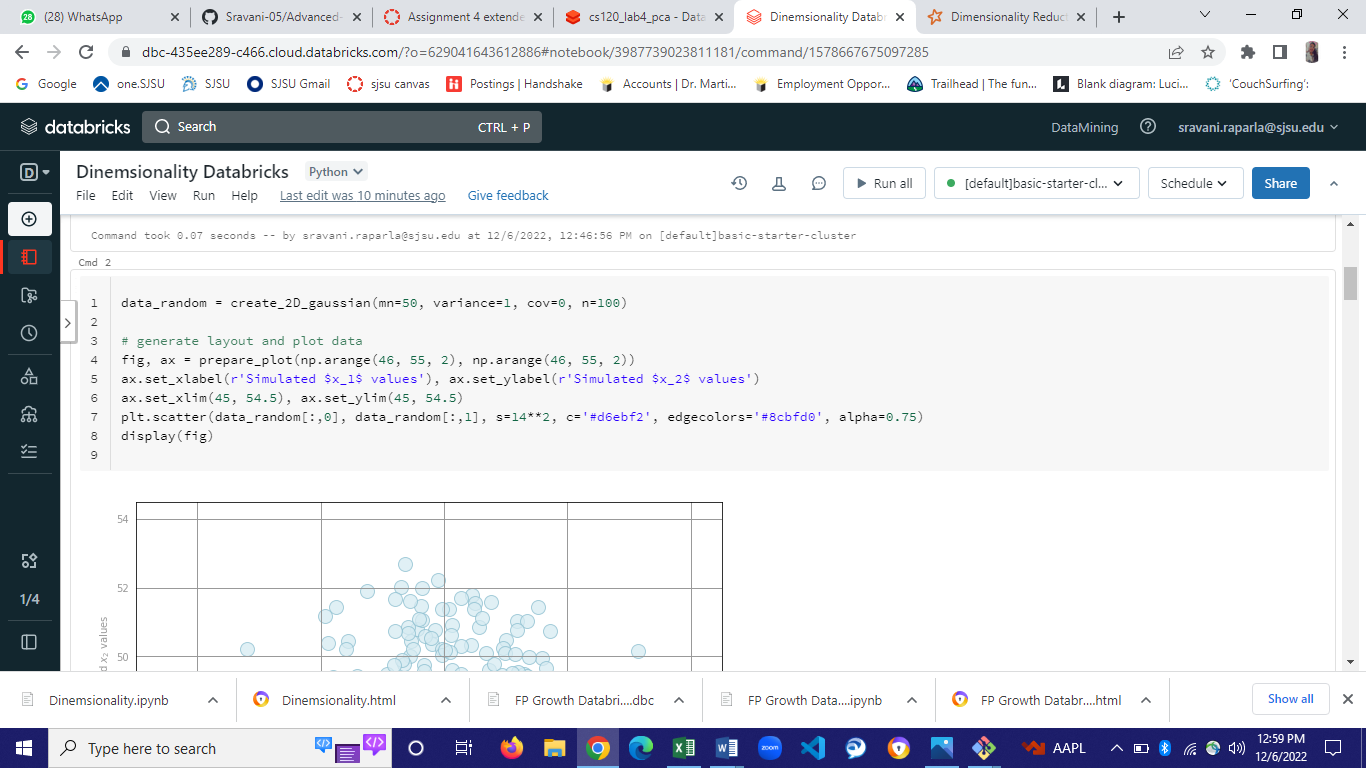 28
(28) WhatsApp
Sravani-05/Advanced-
Assignment 4 extende
cs120_lab4_pca - Data
Dinemsionality Datab
Dimensionality Reduct
dbc-435ee289-c466.cloud.databricks.com/?o=629041643612886#notebook/3987739023811181/command/1578667675097285
Google
one.SJSU
SJSU
SJSU Gmail
sjsu canvas
Postings | Handshake
Accounts | Dr. Marti...
Employment Oppor...
Trailhead | The fun...
Blank diagram: Luci...
'CouchSurfing':
databricks
Search
CTRL + P
DataMining
sravani.raparla@sjsu.edu
D
Dinemsionality Databricks
Python
File
Edit
View
Run
Help
Last edit was 10 minutes ago
Give feedback
Run all
[default]basic-starter-cl...
Schedule
Share
Command took 0.07 seconds -- by sravani.raparla@sjsu.edu at 12/6/2022, 12:46:56 PM on [default]basic-starter-cluster
Cmd 2
1
data_random = create_2D_gaussian(mn=50, variance=1, cov=0, n=100)
2
3 # generate layout and plot data
4 fig, ax = prepare_plot(np.arange(46, 55, 2), np.arange(46, 55, 2))
5 ax.set_xlabel(r'Simulated $x_1$ values'), ax.set_ylabel(r'Simulated $x_2$ values')
6 ax.set_xlim(45, 54.5), ax.set_ylim(45, 54.5)
7 plt.scatter(data_random[:,0], data_random[:,1], s=14**2, c='#d6ebf2', edgecolors='#8cbfd0', alpha=0.75)
8 display(fig)
9
54
52
50
d x₂ values
1/4
Dinemsionality.ipynb
Dinemsionality.html
FP Growth Databri....dbc
FP Growth Data....ipynb
FP Growth Databr....html
Show all
Type here to search
zoom
AAPL
12:59 PM
12/6/2022